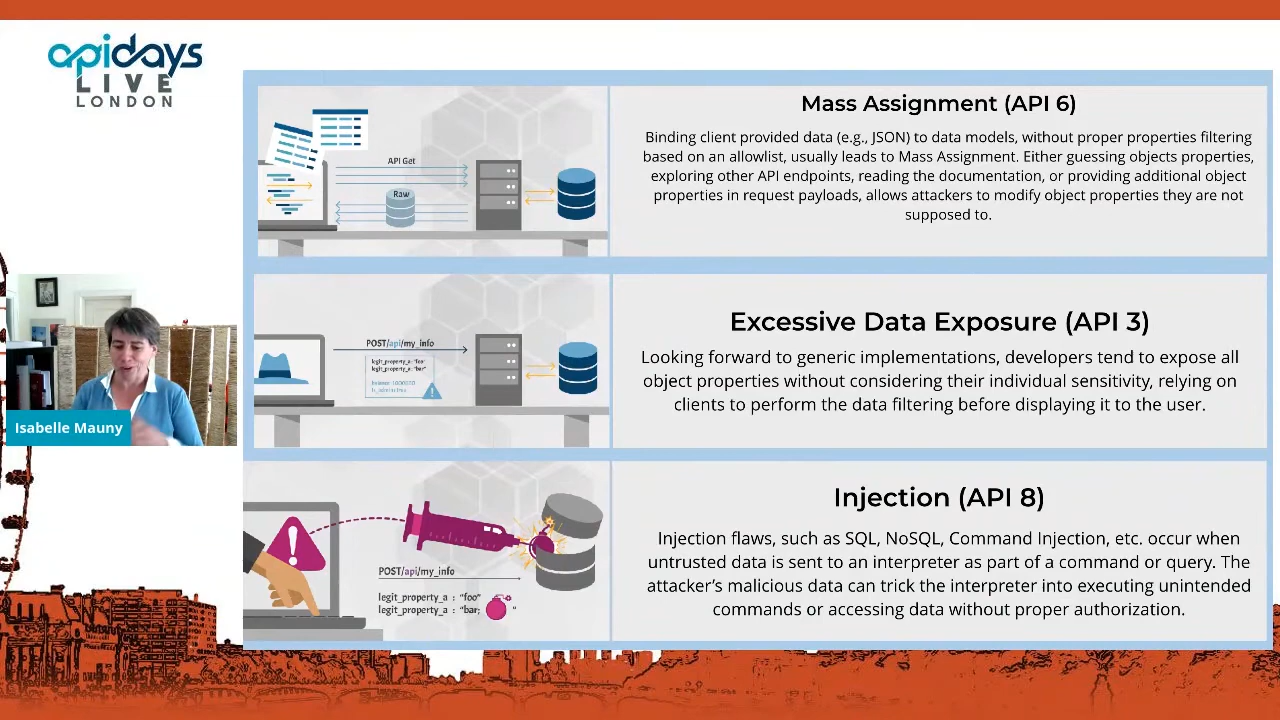 apidays
LIVE
LONDON
Mass Assignment (API 6)
Binding client provided data (e.g., JSON) to data models, without proper properties filtering
based on an allowlist, usually leads to Mass Assignment. Either guessing objects properties,
exploring other API endpoints, reading the documentation, or providing additional object
properties in request payloads, allows attackers to modify object properties they are not
supposed to.
API Get
Raw
Excessive Data Exposure (API 3)
Looking forward to generic implementations, developers tend to expose all
object properties without considering their individual sensitivity, relying on
clients to perform the data filtering before displaying it to the user.
POST/api/my_info
legit_property_a: "foo"
legit_property_a: "bar"
Isabelle Mauny
Injection (API 8)
Injection flaws, such as SQL, NoSQL, Command Injection, etc. occur when
untrusted data is sent to an interpreter as part of a command or query. The
attacker's malicious data can trick the interpreter into executing unintended
commands or accessing data without proper authorization.
POST/api/my_info
legit_property_a : "foo"
legit_property_a : "bar; "